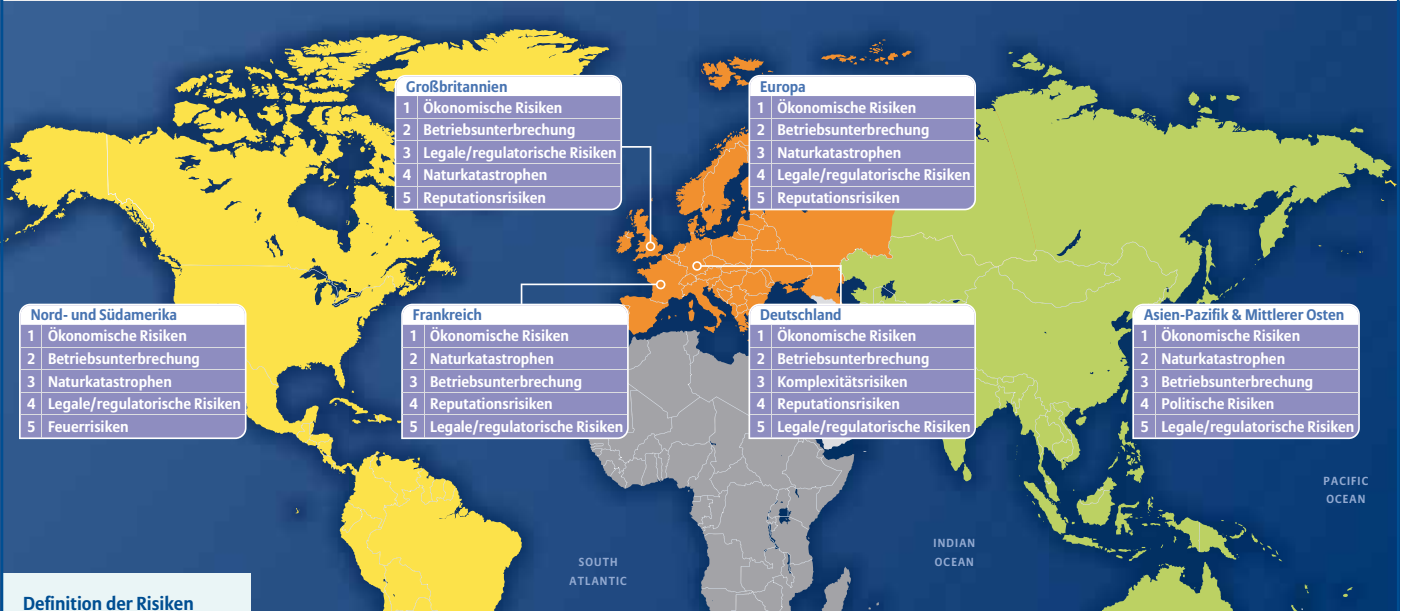 Großbritannien
1 Ökonomische Risiken
2 Betriebsunterbrechung
3 Legale/regulatorische Risiken
4 Naturkatastrophen
5 Reputationsrisiken
Europa
1 Ökonomische Risiken
2 Betriebsunterbrechung
3 Naturkatastrophen
4 Legale/regulatorische Risiken
5 Reputationsrisiken
Nord- und Südamerika
1 Ökonomische Risiken
2 Betriebsunterbrechung
3 Naturkatastrophen
4 Legale/regulatorische Risiken
5 Feuerrisiken
Frankreich
1 Ökonomische Risiken
2 Naturkatastrophen
3 Betriebsunterbrechung
4 Reputationsrisiken
5 Legale/regulatorische Risiken
Deutschland
1 Ökonomische Risiken
2 Betriebsunterbrechung
3 Komplexitätsrisiken
4 Reputationsrisiken
5 Legale/regulatorische Risiken
Asien-Pazifik & Mittlerer Osten
1 Ökonomische Risiken
2 Naturkatastrophen
3 Betriebsunterbrechung
4 Politische Risiken
5 Legale/regulatorische Risiken
PACIFIC
OCEAN
INDIAN
OCEAN
SOUTH
ATLANTIC
Definition der Risiken